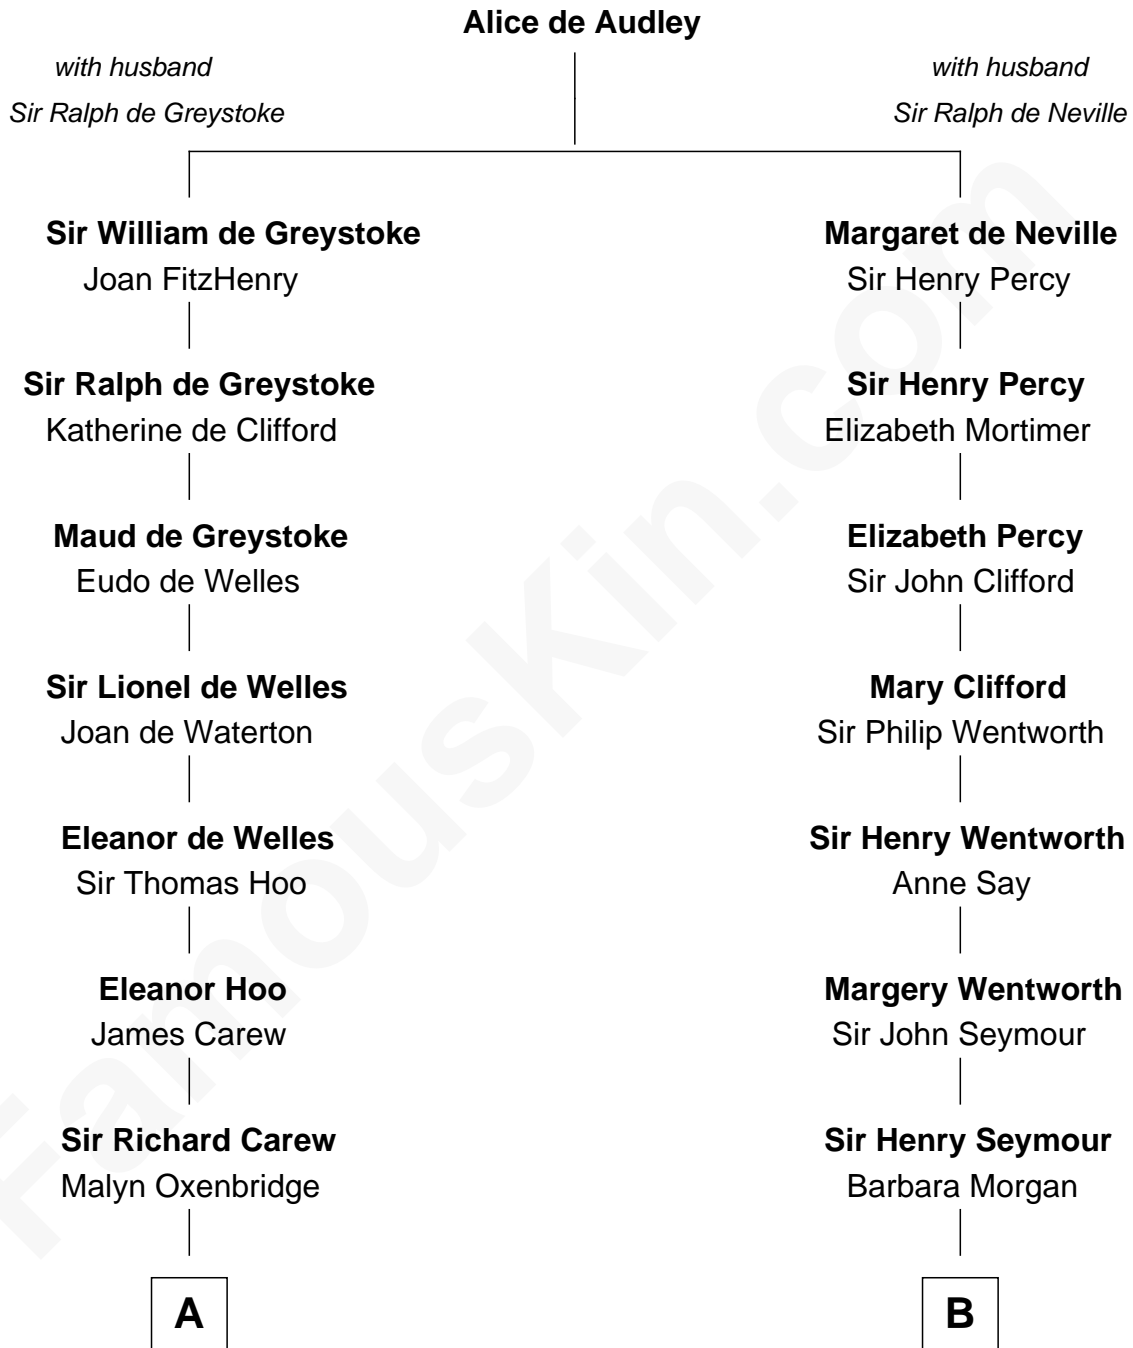 Alice de Audley
with husband
Sir Ralph de Greystoke
with husband
Sir Ralph de Neville
Sir William de Greystoke
Joan FitzHenry
Margaret de Neville
Sir Henry Percy
Sir Ralph de Greystoke
Katherine de Clifford
Sir Henry Percy
Elizabeth Mortimer
Maud de Greystoke
Eudo de Welles
Elizabeth Percy
Sir John Clifford
Sir Lionel de Welles
Joan de Waterton
Mary Clifford
Sir Philip Wentworth
Eleanor de Welles
Sir Thomas Hoo
Sir Henry Wentworth
Anne Say
Eleanor Hoo
James Carew
Margery Wentworth
Sir John Seymour
Sir Richard Carew
Malyn Oxenbridge
Sir Henry Seymour
Barbara Morgan
A
B
FamousKin.com